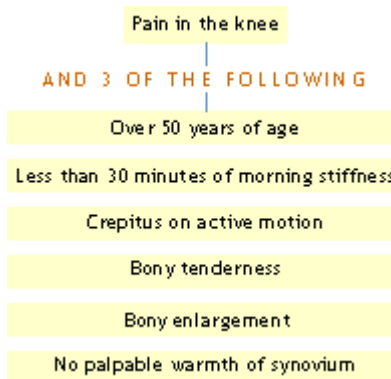 Pain in the knee
AND 3 OF THE FOLLOWING
Over 50 years of age
Less than 30 minutes of morning stiffness
Crepitus on active motion
Bony tenderness
Bony enlargement
No palpable warmth of synovium